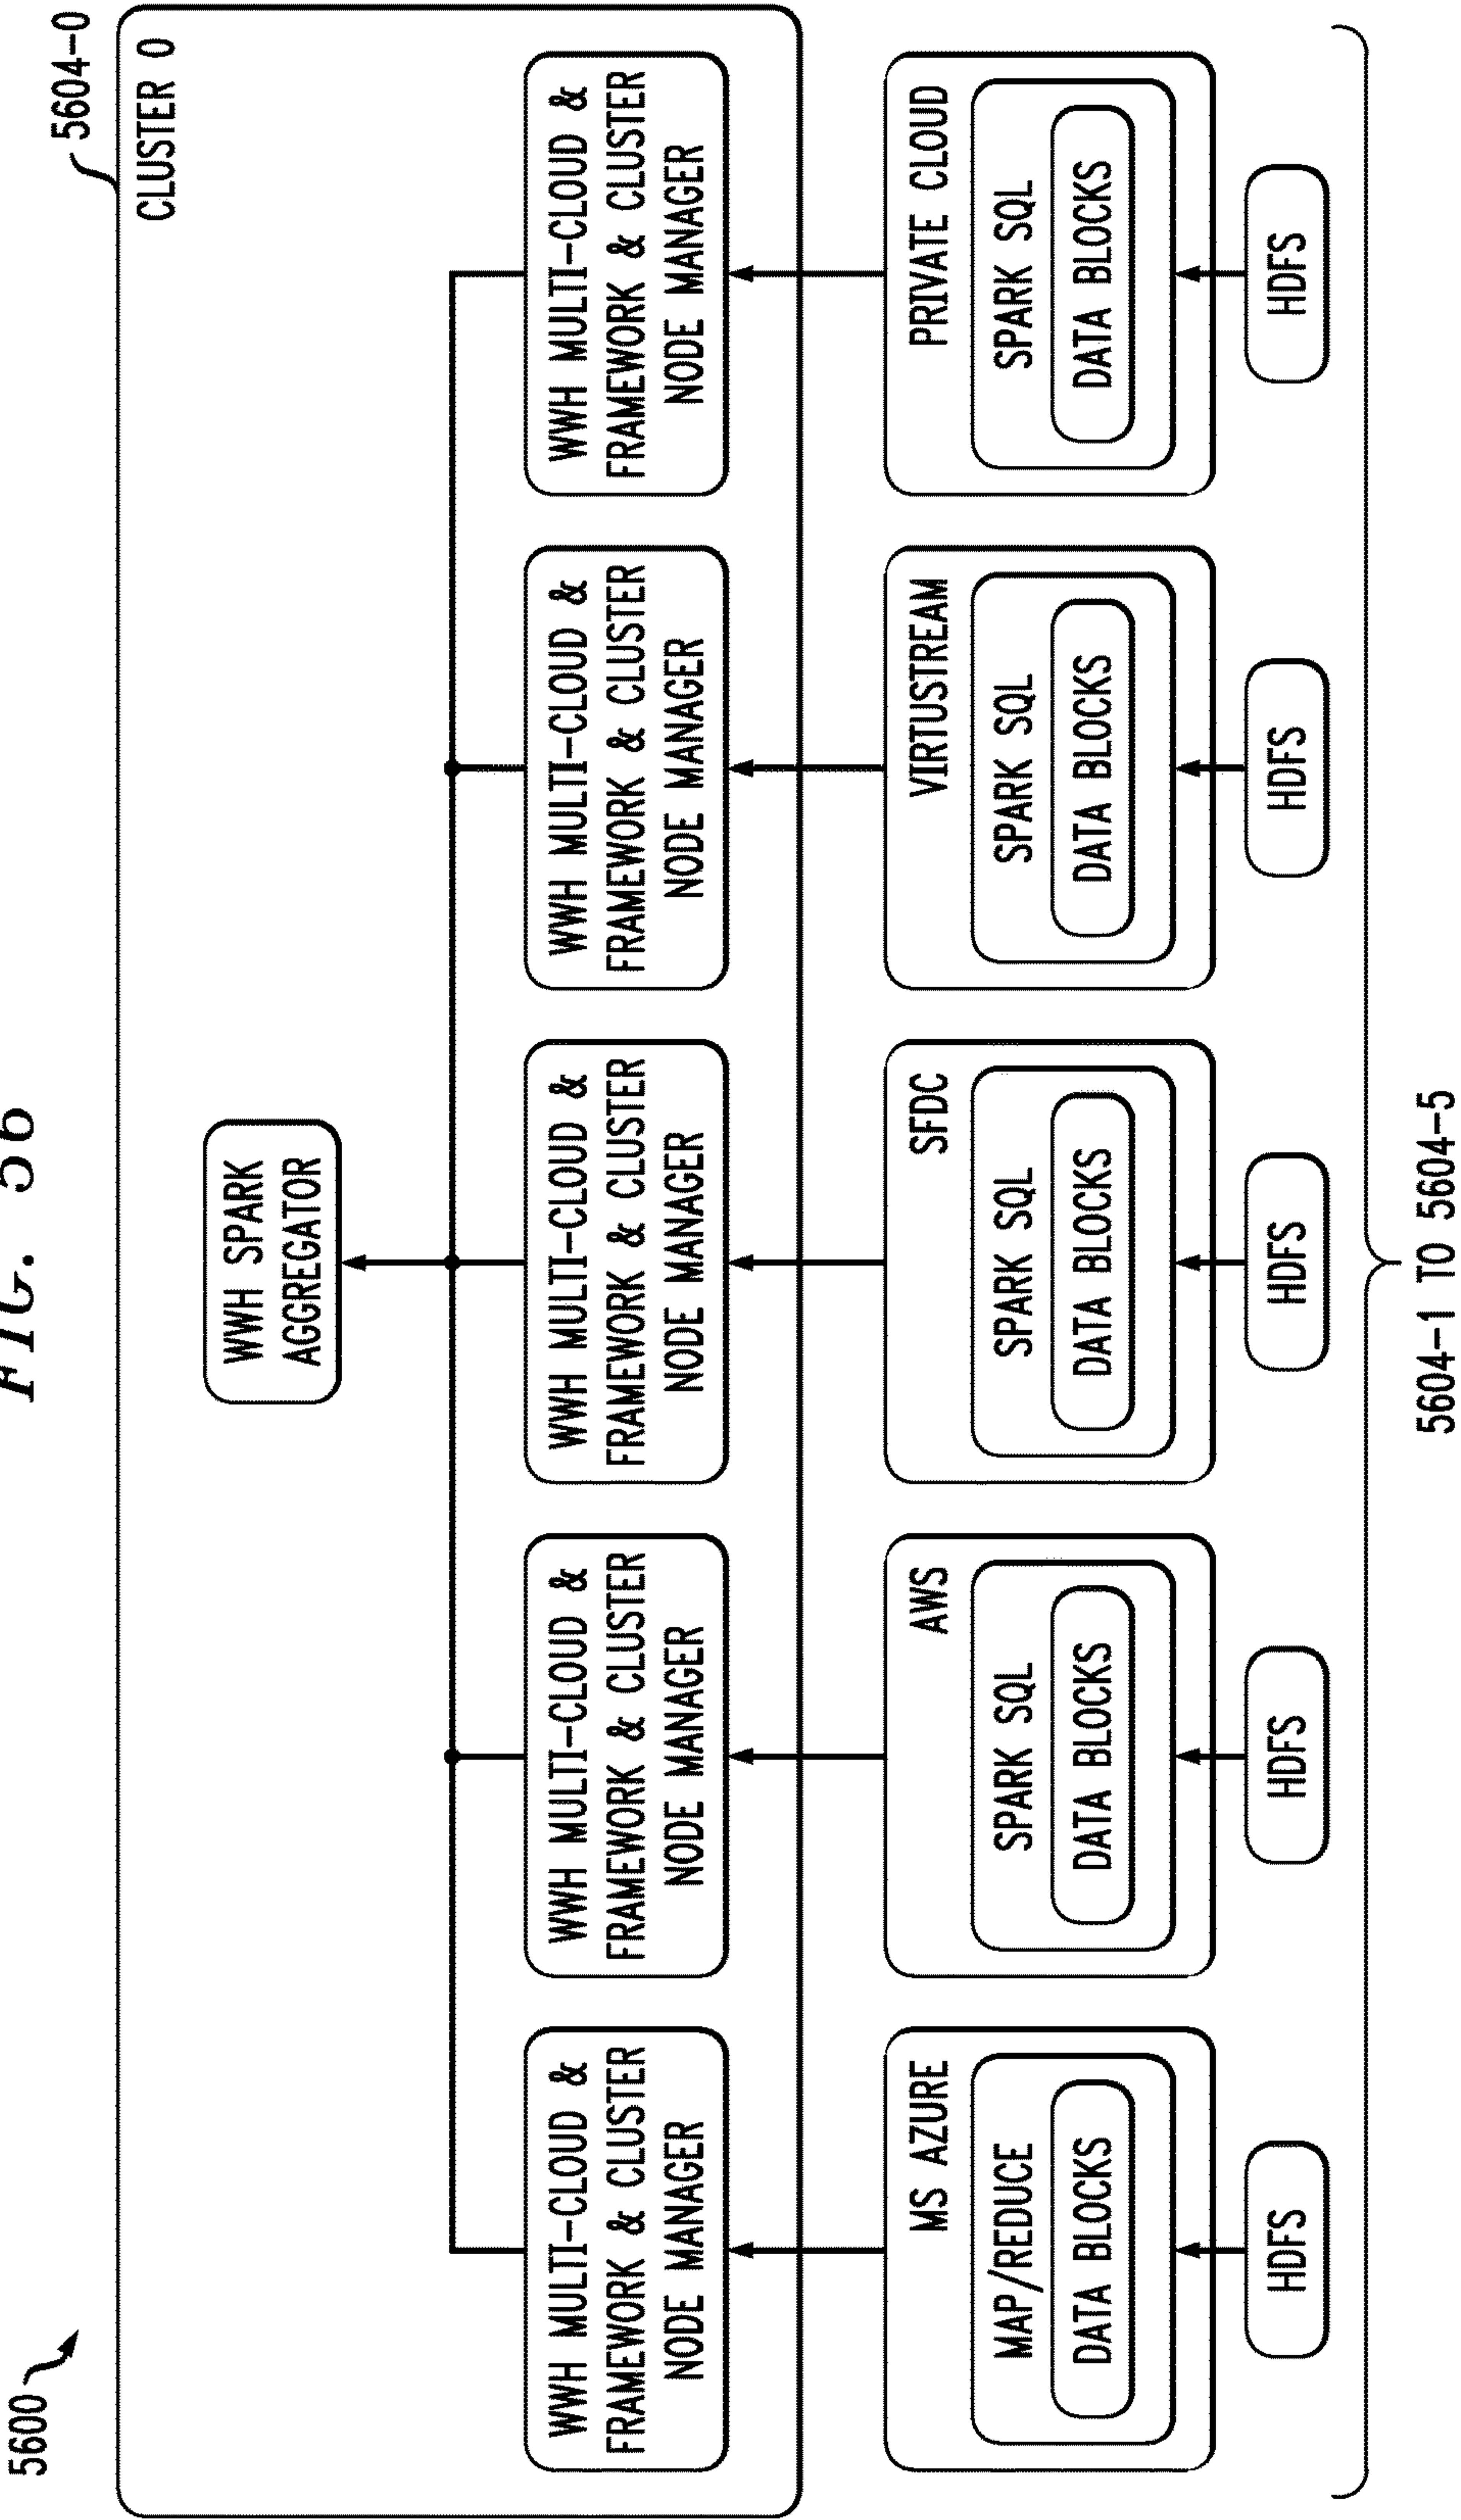 FIG. 56
5600
5604-0
CLUSTER 0
WWH SPARK
AGGREGATOR
WWH MULTI-CLOUD &
FRAMEWORK & CLUSTER
NODE MANAGER
WWH MULTI-CLOUD &
FRAMEWORK & CLUSTER
NODE MANAGER
WWH MULTI-CLOUD &
FRAMEWORK & CLUSTER
NODE MANAGER
WWH MULTI-CLOUD &
FRAMEWORK & CLUSTER
NODE MANAGER
WWH MULTI-CLOUD &
FRAMEWORK & CLUSTER
NODE MANAGER
MS AZURE
MAP/REDUCE
DATA BLOCKS
AWS
SPARK SQL
DATA BLOCKS
SFDC
SPARK SQL
DATA BLOCKS
VIRTUSTREAM
SPARK SQL
DATA BLOCKS
PRIVATE CLOUD
SPARK SQL
DATA BLOCKS
HDFS
HDFS
HDFS
HDFS
HDFS
5604-1 TO 5604-5